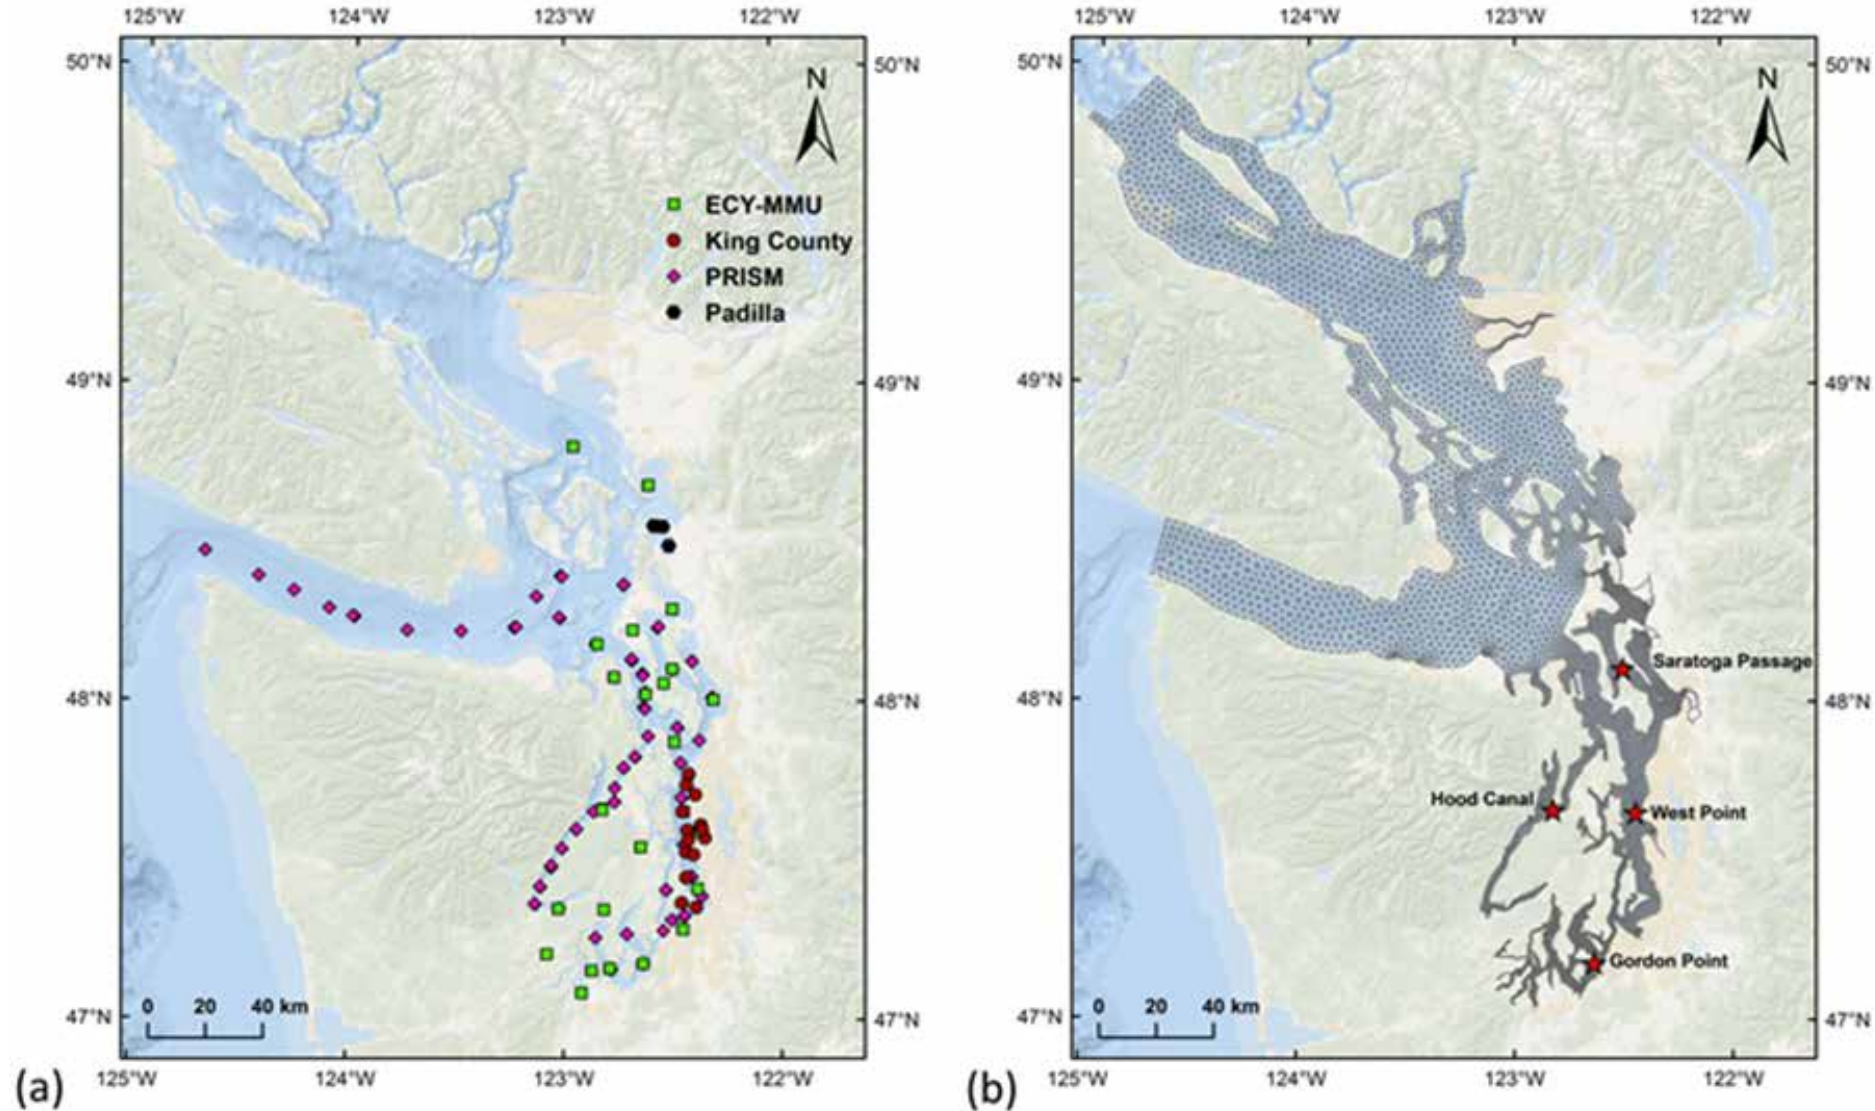 125°W 124°W 123°W 122°W
50°N 50°N
N
ECY-MMU
King County
PRISM
Padilla
49°N 49°N
48°N 48°N
0 20 40 km
47°N 47°N
125°W 124°W 123°W 122°W
(a)
125°W 124°W 123°W 122°W
50°N 50°N
N
49°N 49°N
Saratoga Passage
48°N 48°N
Hood Canal
West Point
Gordon Point
0 20 40 km
47°N 47°N
125°W 124°W 123°W 122°W
(b)